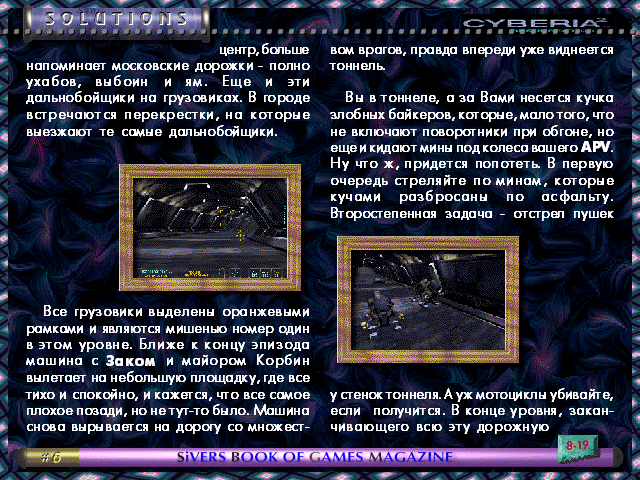 SOLUTIONS
CYBERIA²
центр, больше
напоминает московские дорожки - полно
ухабов, выбоин и ям. Еще и эти
дальнобойщики на грузовиках. В городе
встречаются перекрестки, на которые
выезжают те самые дальнобойщики.
Все грузовики выделены оранжевыми
рамками и являются мишенью номер один
в этом уровне. Ближе к концу эпизода
машина с Заком и майором Корбин
вылетает на небольшую площадку, где все
тихо и спокойно, и кажется, что все самое
плохое позади, но не тут-то было. Машина
снова вырывается на дорогу со множест-
вом врагов, правда впереди уже виднеется
тоннель.
Вы в тоннеле, а за Вами несется кучка
злобных байкеров, которые, мало того, что
не включают поворотники при обгоне, но
еще и кидают мины под колеса вашего APV.
Ну что ж, придется попотеть. В первую
очередь стреляйте по минам, которые
кучами разбросаны по асфальту.
Второстепенная задача - отстрел пушек
у стенок тоннеля. А уж мотоциклы убивайте,
если получится. В конце уровня, закан-
чивающего всю эту дорожную
#6
SiVERS BOOK OF GAMES MAGAZINE
8-19